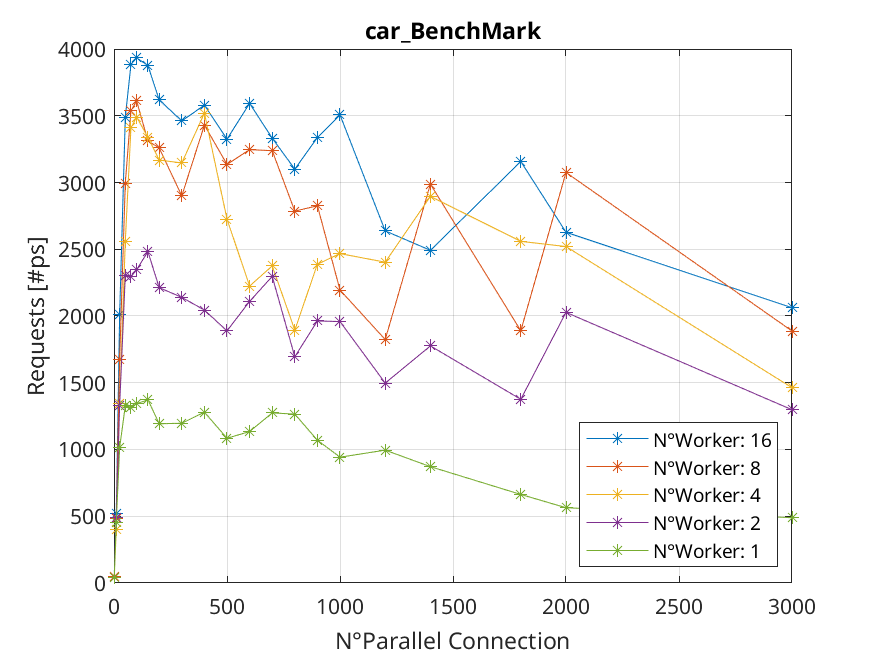 car_BenchMark
Requests [#ps]
4000
3500
3000
2500
2000
1500
1000
500
0
0 500 1000 1500 2000 2500 3000
N°Parallel Connection
N°Worker: 16
N°Worker: 8
N°Worker: 4
N°Worker: 2
N°Worker: 1